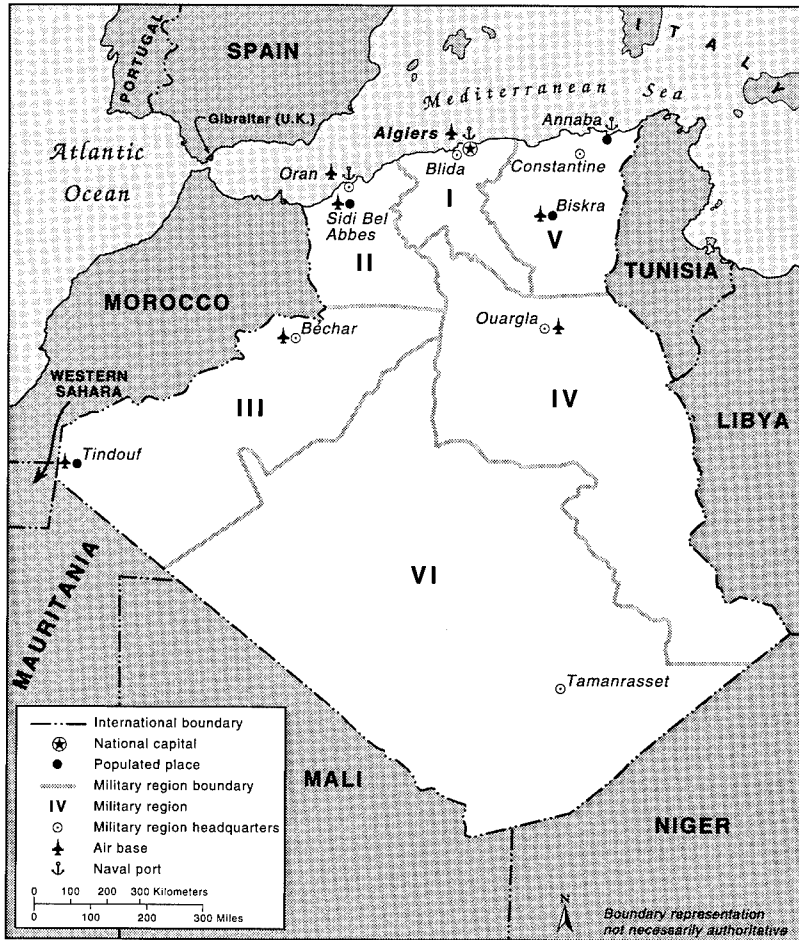 PORTUGAL
SPAIN
ITALY
Gibraltar (U.K.)
Mediterranean Sea
Atlantic
Ocean
Algiers
Annaba
Oran
Blida
Constantine
Sidi Bel
Abbes
I
Biskra
V
II
TUNISIA
MOROCCO
Béchar
Ouargla
WESTERN
SAHARA
III
IV
LIBYA
Tindouf
VI
MAURITANIA
Tamanrasset
MALI
NIGER
International boundary
National capital
Populated place
Military region boundary
IV Military region
Military region headquarters
Air base
Naval port
0 100 200 300 Kilometers
0 100 200 300 Miles
N
Boundary representation
not necessarily authoritative